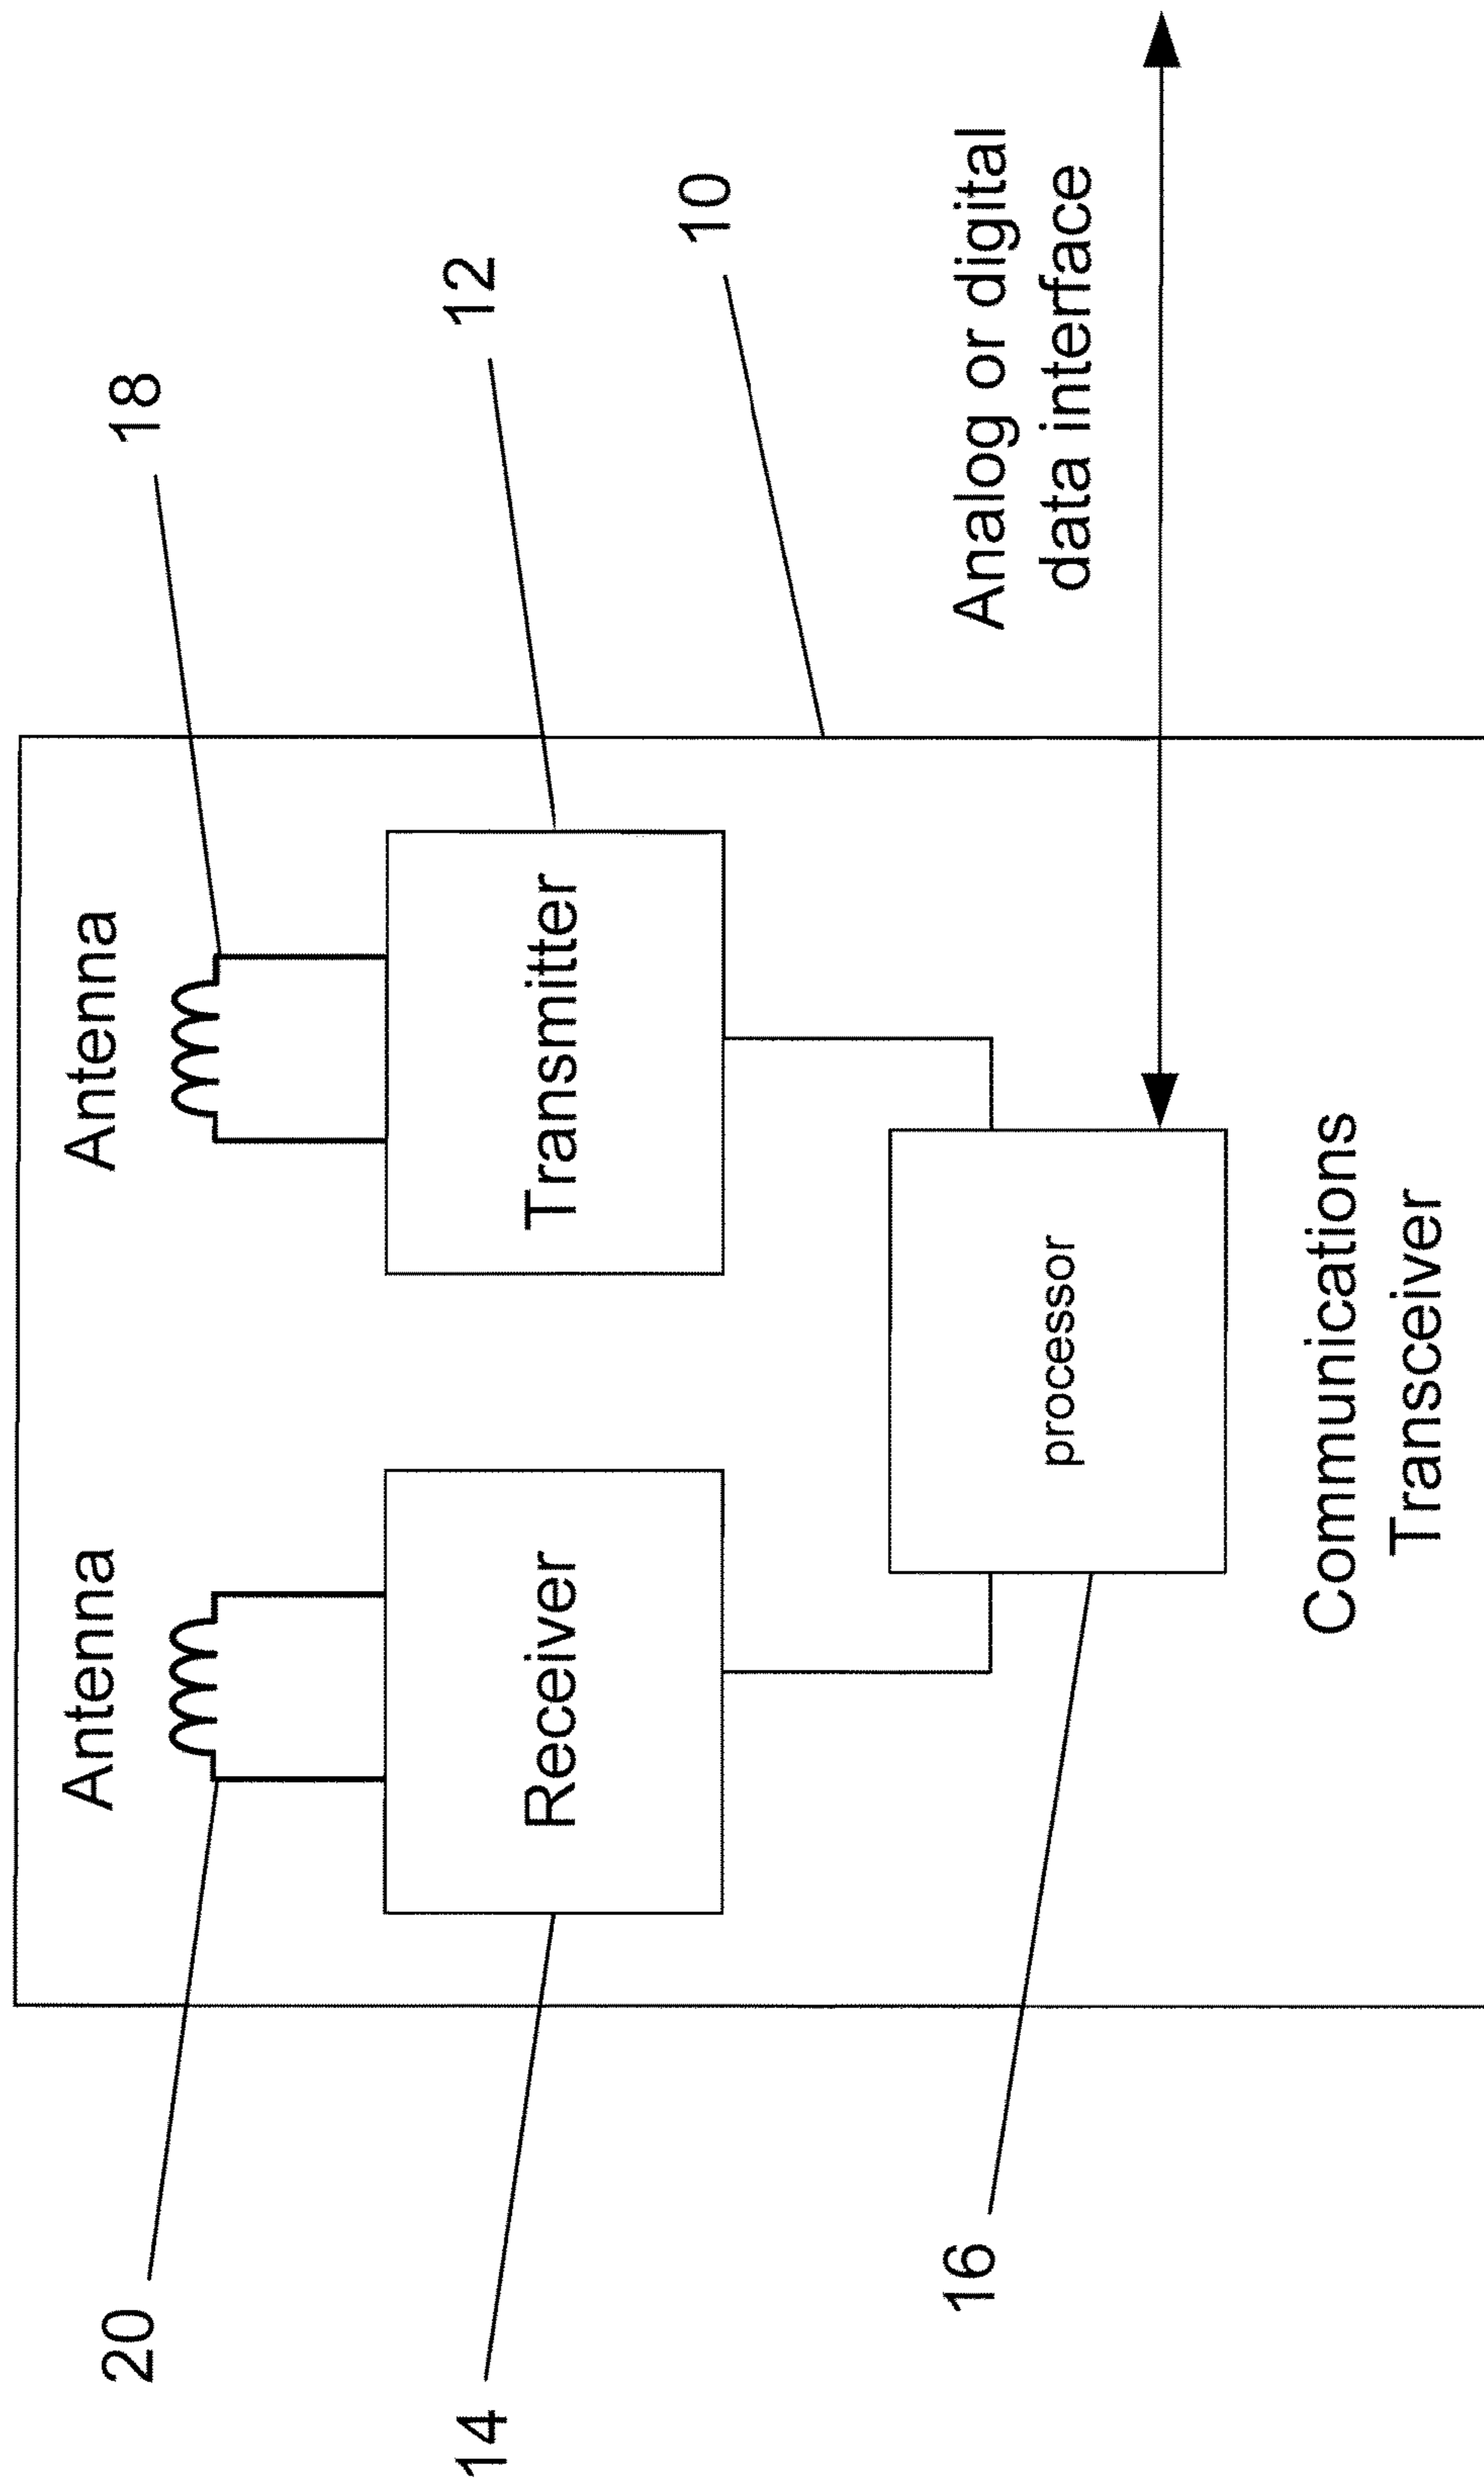 20
Antenna
Antenna
18
14
Receiver
Transmitter
12
10
16
processor
Analog or digital
data interface
Communications
Transceiver